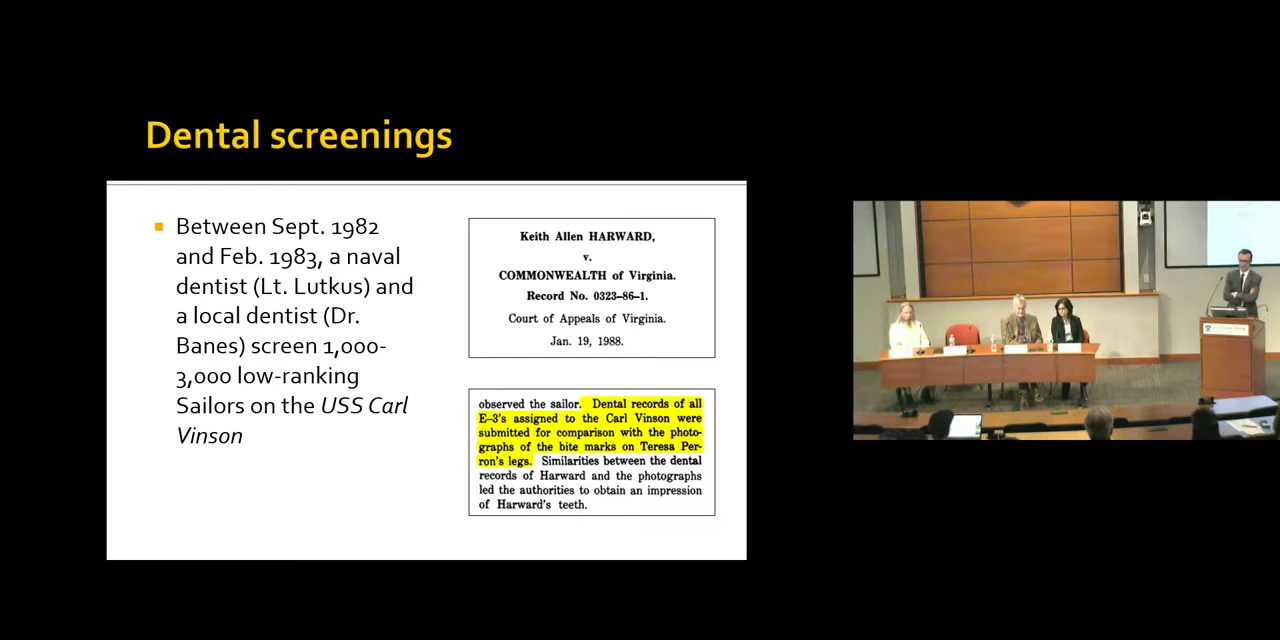 Dental screenings
Between Sept. 1982
and Feb. 1983, a naval
dentist (Lt. Lutkus) and
a local dentist (Dr.
Banes) screen 1,000-
3,000 low-ranking
Sailors on the USS Carl
Vinson
Keith Allen HARWARD,
v.
COMMONWEALTH of Virginia.
Record No. 0323-86-1.
Court of Appeals of Virginia.
Jan. 19, 1988.
observed the sailor. Dental records of all
E-3's assigned to the Carl Vinson were
submitted for comparison with the photo-
graphs of the bite marks on Teresa Per-
ron's legs. Similarities between the dental
records of Harward and the photographs
led the authorities to obtain an impression
of Harward's teeth.